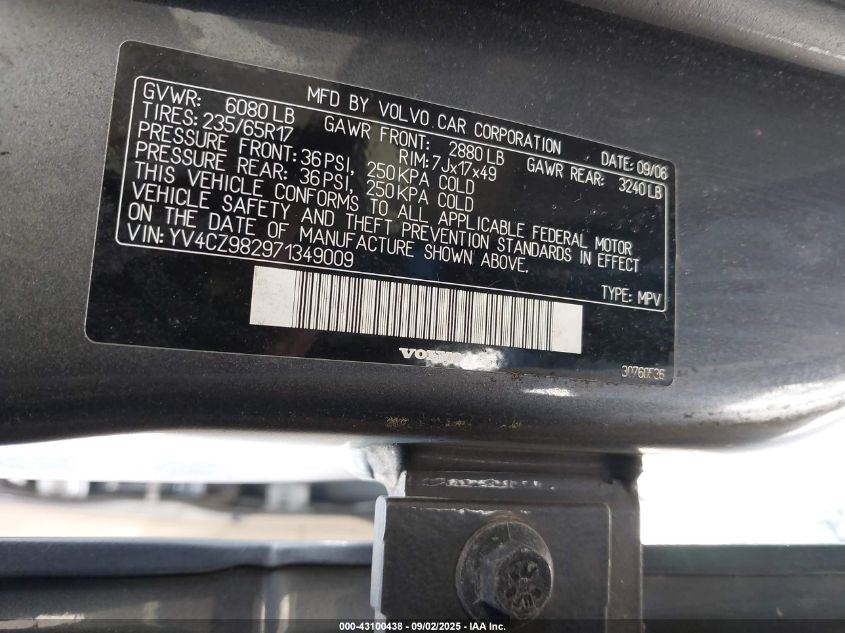 MFD BY VOLVO CAR CORPORATION
GVWR: 6080 LB GAWR FRONT: 2880 LB GAWR REAR: 3240 LB DATE: 09/06
TIRES: 235/65R17 RIM: 7Jx17x49
PRESSURE FRONT: 36 PSI, 250 KPA COLD
PRESSURE REAR: 36 PSI, 250 KPA COLD
THIS VEHICLE CONFORMS TO ALL APPLICABLE FEDERAL MOTOR
VEHICLE SAFETY AND THEFT PREVENTION STANDARDS IN EFFECT
ON THE DATE OF MANUFACTURE SHOWN ABOVE.
VIN: YV4CZ982971349009
TYPE: MPV
30760536
000-43100438 - 09/02/2025 - IAA Inc.